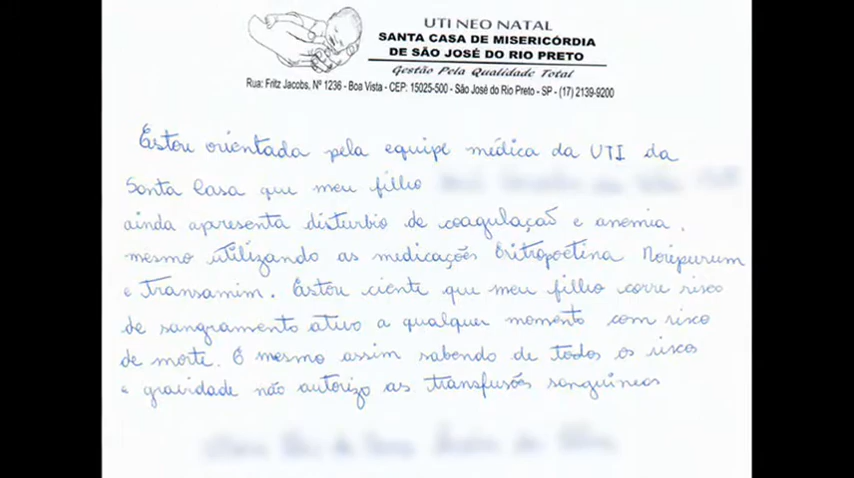 UTI NEO NATAL
SANTA CASA DE MISERICÓRDIA
DE SÃO JOSÉ DO RIO PRETO
Gestão Pela Qualidade Total
Rua: Fritz Jacobs, Nº 1236 - Boa Vista - CEP: 15025-500 - São José do Rio Preto - SP - (17) 2139-9200
Estou orientada pela equipe médica da UTI da
Santa Casa que meu filho
ainda apresenta disturbio de coagulação e anemia,
mesmo utilizando as medicações Eritropoetina Noripurum
e transamim. Estou ciente que meu filho corre risco
de sangramento ativo a qualquer momento com risco
de morte. E mesmo assim sabendo de todos os riscos
e gravidade não autorizo as transfusões sanguíneas